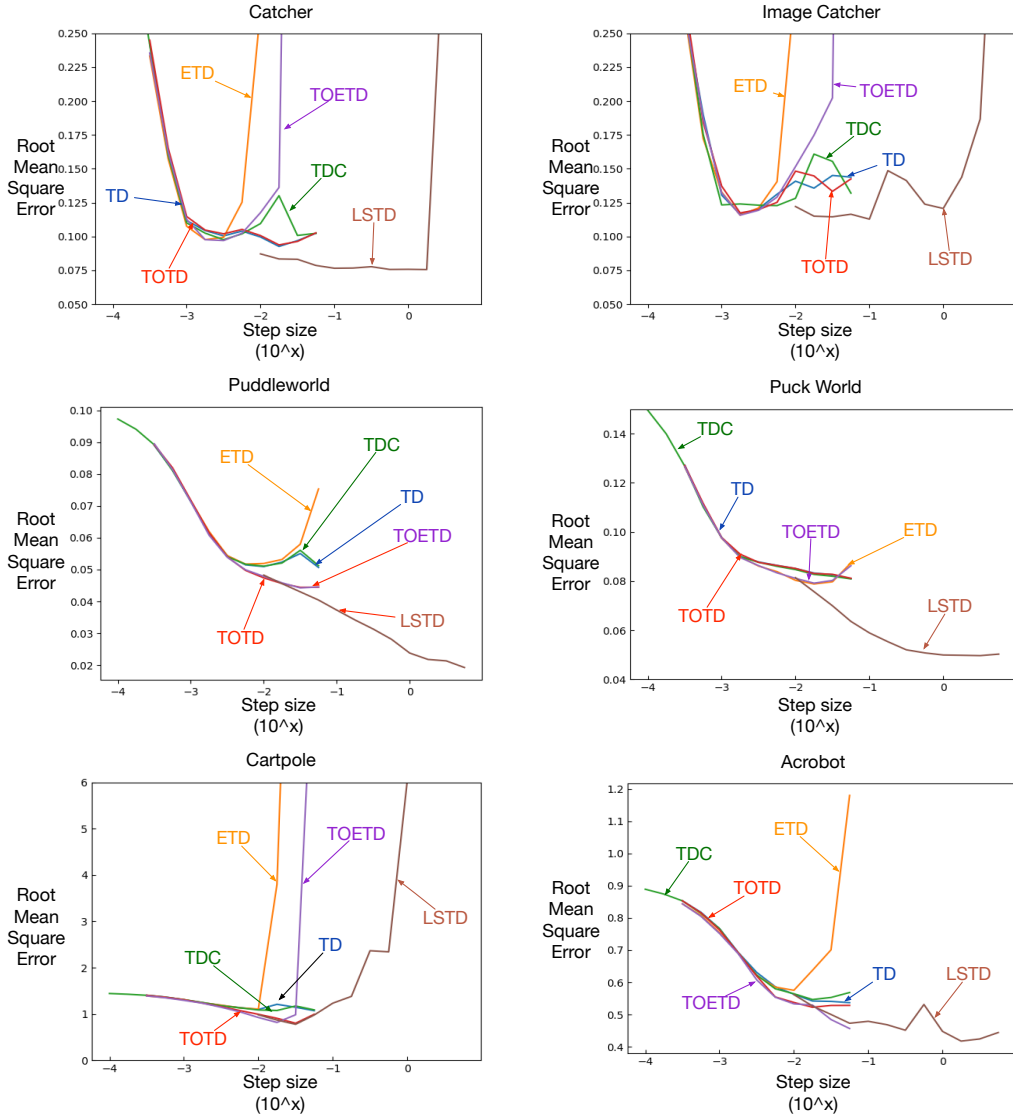 Catcher
0.250
0.225
0.200
0.175
0.150
0.125
0.100
0.075
0.050
Root
Mean
Square
Error
ETD
TOETD
TDC
TD
LSTD
TOTD
−4
−3
−2
−1
0
Step size
(10^x)
Image Catcher
0.250
0.225
0.200
0.175
0.150
0.125
0.100
0.075
0.050
Root
Mean
Square
Error
ETD
TOETD
TDC
TD
LSTD
TOTD
−4
−3
−2
−1
0
Step size
(10^x)
Puddleworld
0.10
0.09
0.08
0.07
0.06
0.05
0.04
0.03
0.02
Root
Mean
Square
Error
ETD
TDC
TD
TOETD
LSTD
TOTD
−4
−3
−2
−1
0
Step size
(10^x)
Puck World
0.14
0.12
0.10
0.08
0.06
0.04
Root
Mean
Square
Error
TDC
TD
TOETD
ETD
TOTD
LSTD
−4
−3
−2
−1
0
Step size
(10^x)
Cartpole
6
5
4
3
2
1
0
Root
Mean
Square
Error
ETD
TOETD
LSTD
TD
TDC
TOTD
−4
−3
−2
−1
0
Step size
(10^x)
Acrobot
1.2
1.1
1.0
0.9
0.8
0.7
0.6
0.5
0.4
Root
Mean
Square
Error
ETD
TDC
TOTD
TD
LSTD
TOETD
−4
−3
−2
−1
0
Step size
(10^x)